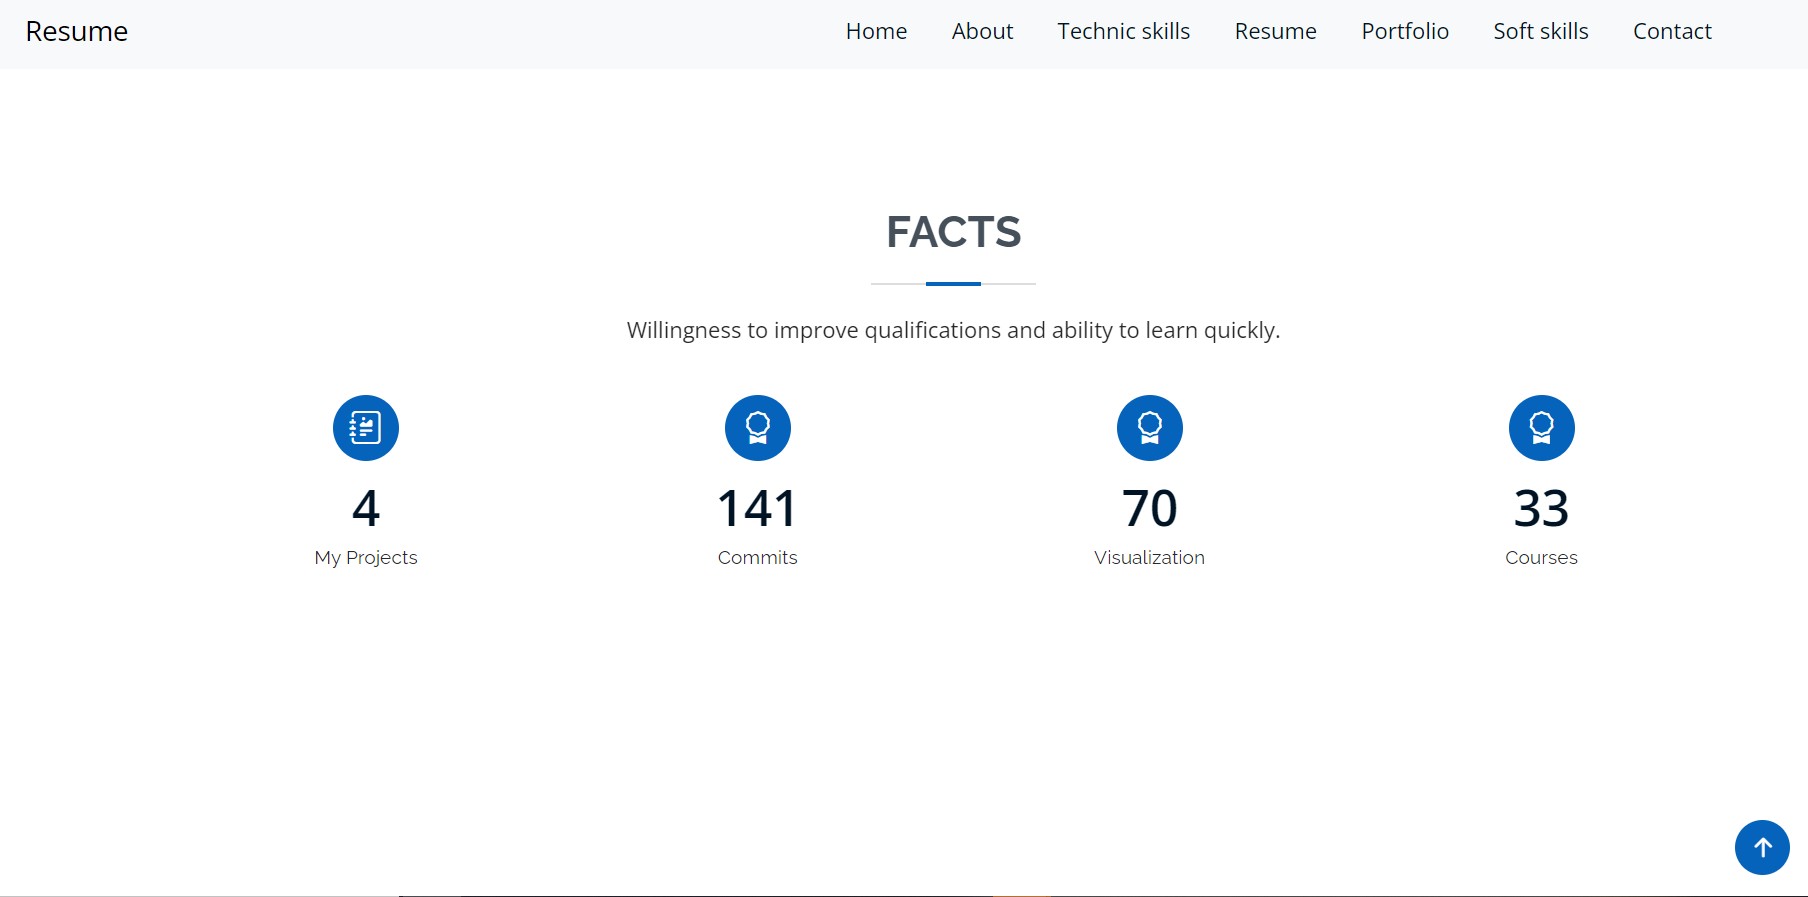 Resume
Home About Technic skills Resume Portfolio Soft skills Contact
FACTS
Willingness to improve qualifications and ability to learn quickly.
4 141 70 33
My Projects Commits Visualization Courses